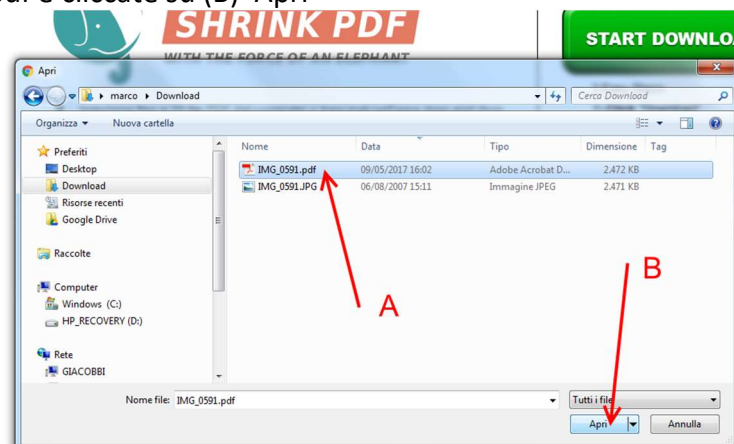 e cliccate su (B) "Apri"
SHRINK PDF
WITH THE FORCE OF AN ELEPHANT
START DOWNLO
Apri
marco Download
Cerca Download
Organizza Nuova cartella
Nome Data Tipo Dimensione Tag
Preferiti
Desktop
Download
Risorse recenti
Google Drive
Raccolte
Computer
Windows (C:)
HP_RECOVERY (D:)
Rete
GIACOBBI
IMG_0591.pdf 09/05/2017 16:02 Adobe Acrobat D... 2.472 KB
IMG_0591.JPG 06/08/2007 15:11 Immagine JPEG 2.471 KB
A
B
Nome file: IMG_0591.pdf
Tutti i file
Apri
Annulla